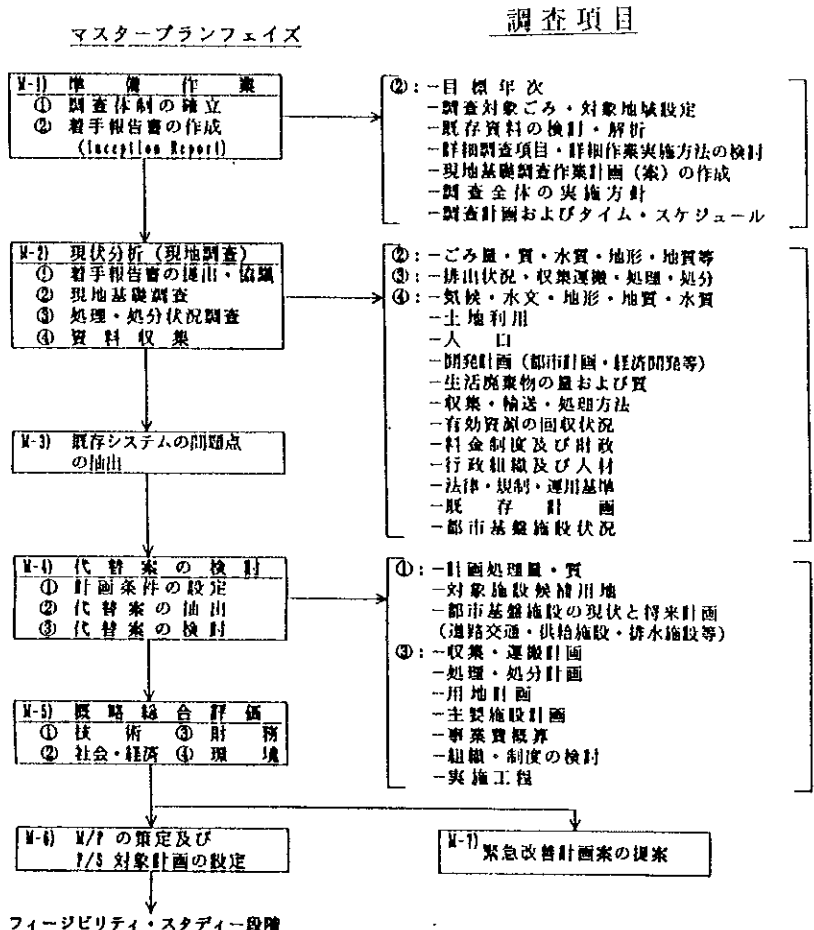 マスタープランフェイズ
調査項目
M-1) 準備作業
① 調査体制の確立
② 着手報告書の作成
(Inception Report)
②:-目標年次
-調査対象ごみ・対象地域設定
-既存資料の検討・解析
-詳細調査項目・詳細作業実施方法の検討
-現地基礎調査作業計画(案)の作成
-調査全体の実施方針
-調査計画およびタイム・スケジュール
M-2) 現状分析(現地調査)
① 着手報告書の提出・協議
② 現地基礎調査
③ 処理・処分状況調査
④ 資料収集
②:-ごみ量・質・水質・地形・地質等
③:-排出状況・収集運搬・処理・処分
④:-気候・水文・地形・地質・水質
-土地利用
-人口
-開発計画(都市計画・経済開発等)
-生活廃棄物の量および質
-収集・輸送・処理方法
-有効資源の回収状況
-料金制度及び財政
-行政組織及び人材
-法律・規制・運用基準
-既存計画
-都市基盤施設状況
M-3) 既存システムの問題点
の抽出
M-4) 代替案の検討
① 計画条件の設定
② 代替案の抽出
③ 代替案の検討
①:-計画処理量・質
-対象施設候補用地
-都市基盤施設の現状と将来計画
(道路交通・供給施設・排水施設等)
③:-収集・運搬計画
-処理・処分計画
-用地計画
-主要施設計画
-事業費概算
-組織・制度の検討
-実施工程
M-5) 概略総合評価
① 技術 ③ 財務
② 社会・経済 ④ 環境
M-6) M/P の策定及び
F/S 対象計画の設定
M-7) 緊急改善計画案の提案
フィージビリティ・スタディー段階